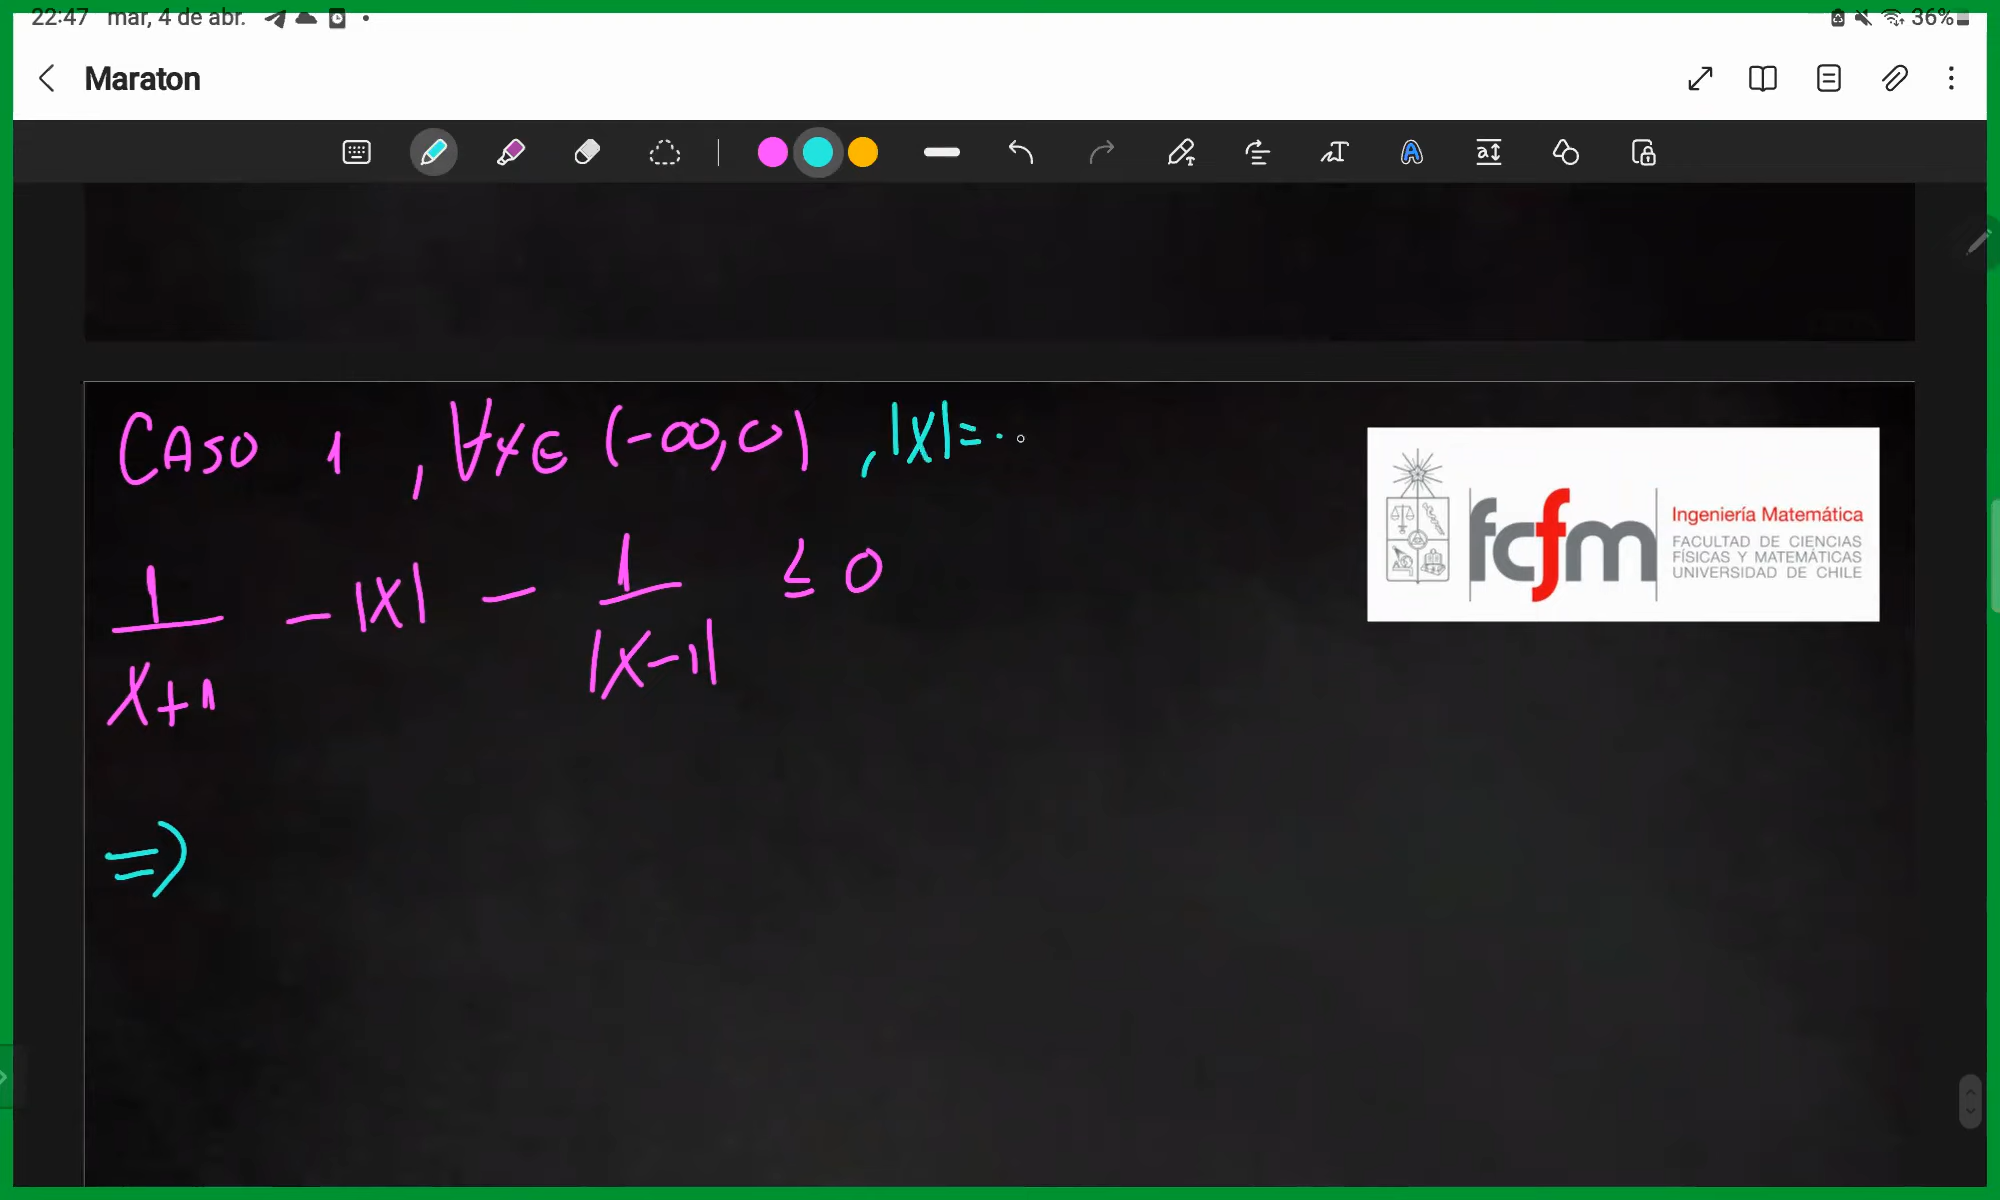 22:47 mar, 4 de abr. 36%
Maraton
CASO 1, ∀x∈ (-∞,0) , |x|=-
1/(x+1) - |x| - 1/|x-1| ≤ 0
=>
fcfm
Ingeniería Matemática
FACULTAD DE CIENCIAS
FÍSICAS Y MATEMÁTICAS
UNIVERSIDAD DE CHILE